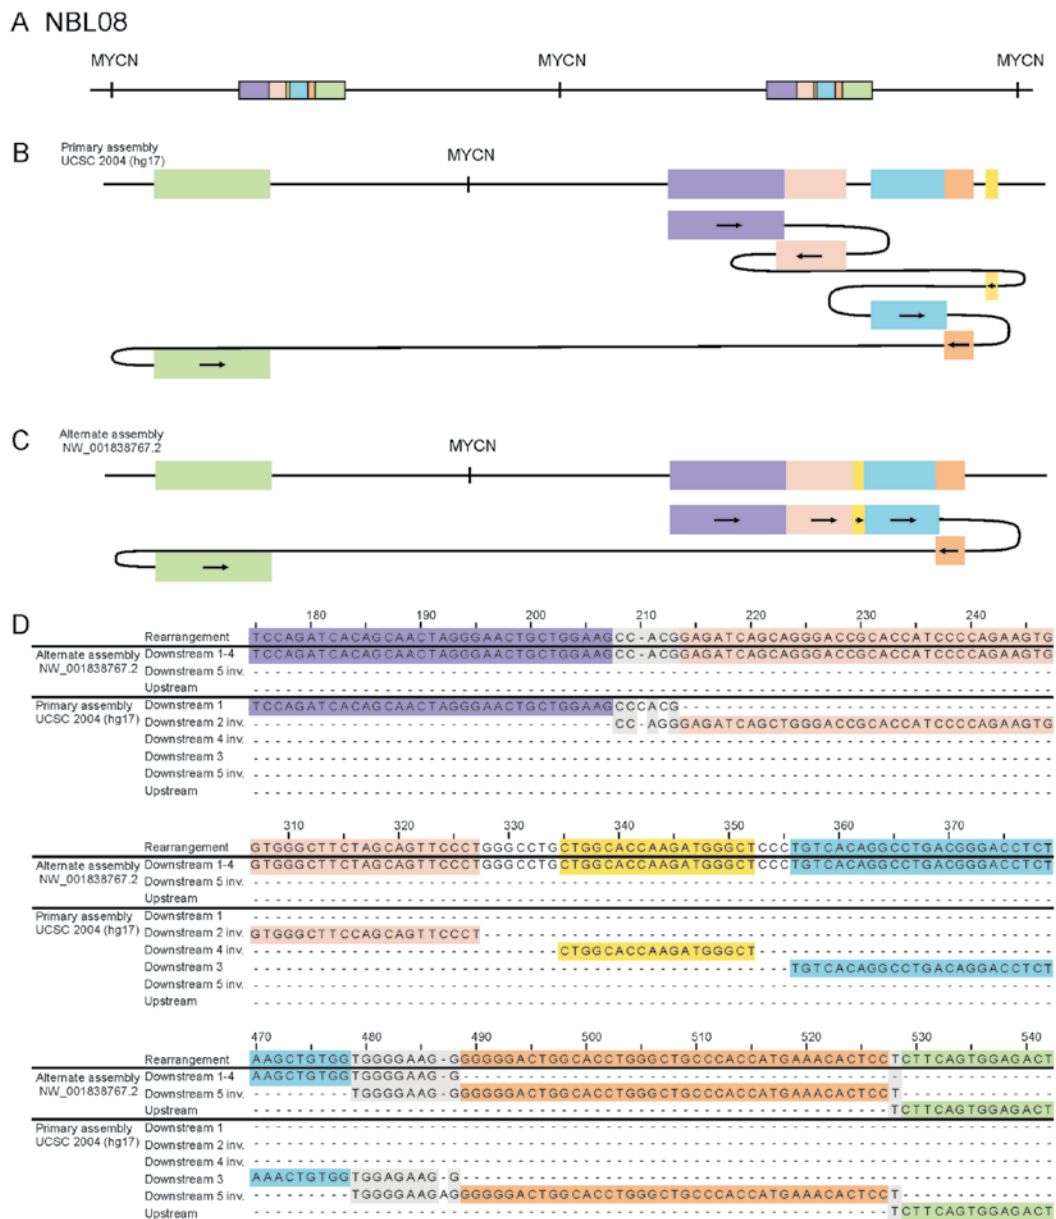 A NBL08
MYCN MYCN MYCN
B Primary assembly
UCSC 2004 (hg17)
MYCN
C Alternate assembly
NW_001838767.2
MYCN
D
180 190 200 210 220 230 240
Rearrangement TCCAGATCACAGCAACTAGGGAACTGCTGGAAGCC-ACGGAGATCAGCAGGGACCGCACCATCCCCAGAAGTG
Alternate assembly
NW_001838767.2
Downstream 1-4 TCCAGATCACAGCAACTAGGGAACTGCTGGAAGCC-ACGGAGATCAGCAGGGACCGCACCATCCCCAGAAGTG
Downstream 5 inv.
Upstream
Primary assembly
UCSC 2004 (hg17)
Downstream 1 TCCAGATCACAGCAACTAGGGAACTGCTGGAAGCCCACG
Downstream 2 inv. CC-AGGGAGATCAGCTGGGACCGCACCATCCCCAGAAGTG
Downstream 4 inv.
Downstream 3
Downstream 5 inv.
Upstream
310 320 330 340 350 360 370
Rearrangement GTGGGCTTCTAGCAGTTCCCTGGGCCTGCTGGCACCAAGATGGGCTCCCTGTCACAGGCCTGACGGGACCTCT
Alternate assembly
NW_001838767.2
Downstream 1-4 GTGGGCTTCTAGCAGTTCCCTGGGCCTGCTGGCACCAAGATGGGCTCCCTGTCACAGGCCTGACGGGACCTCT
Downstream 5 inv.
Upstream
Primary assembly
UCSC 2004 (hg17)
Downstream 1
Downstream 2 inv. GTGGGCTTCCAGCAGTTCCCT
Downstream 4 inv. CTGGCACCAAGATGGGCT
Downstream 3 TGTCACAGGCCTGACAGGACCTCT
Downstream 5 inv.
Upstream
470 480 490 500 510 520 530 540
Rearrangement AAGCTGTGGTGGGGAAG-GGGGGGACTGGCACCTGGGCTGCCCACCATGAAACACTCCTCTTCAGTGGAGACT
Alternate assembly
NW_001838767.2
Downstream 1-4 AAGCTGTGGTGGGGAAG-G
Downstream 5 inv. TGGGGAAG-GGGGGGACTGGCACCTGGGCTGCCCACCATGAAACACTCCT
Upstream TCTTCAGTGGAGACT
Primary assembly
UCSC 2004 (hg17)
Downstream 1
Downstream 2 inv.
Downstream 4 inv.
Downstream 3 AAACTGTGGTGGAGAAG-G
Downstream 5 inv. TGGGGAAGAGGGGGGACTGGCACCTGGGCTGCCCACCATGAAACACTCCT
Upstream TCTTCAGTGGAGACT